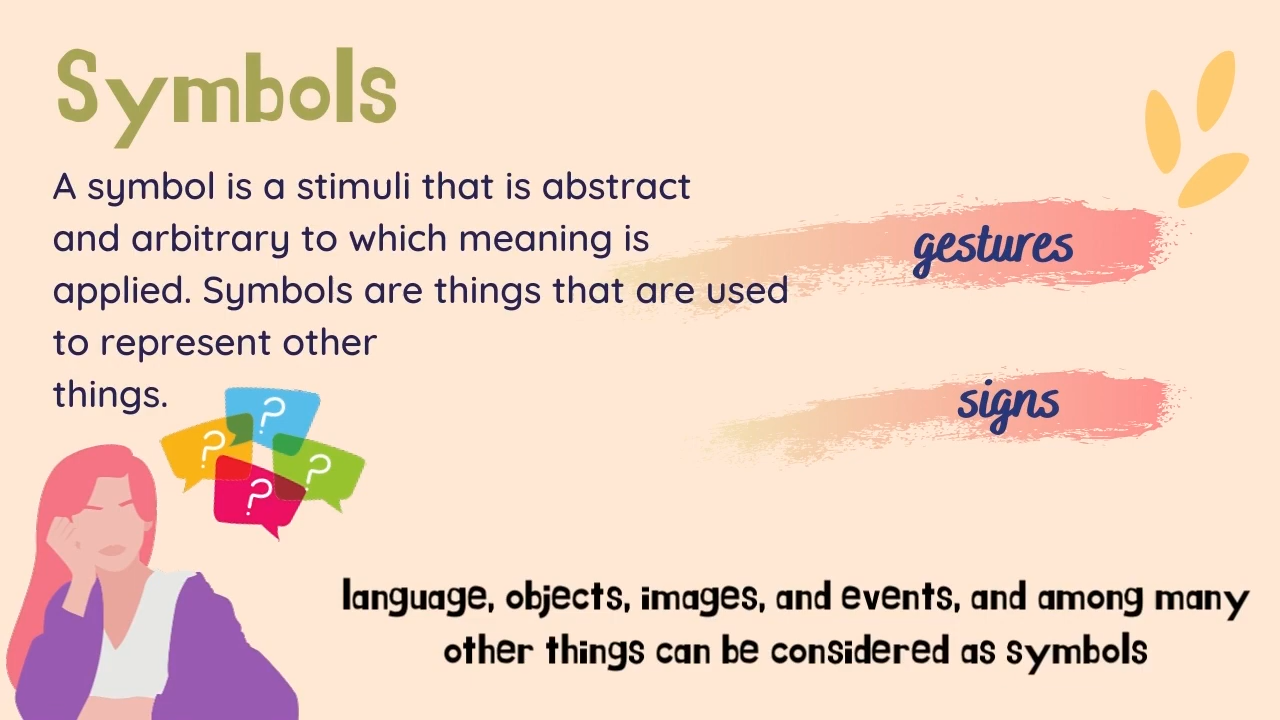 Symbols
A symbol is a stimuli that is abstract
and arbitrary to which meaning is
applied. Symbols are things that are used
to represent other
things.
gestures
signs
? ? ? ?
language, objects, images, and events, and among many
other things can be considered as symbols